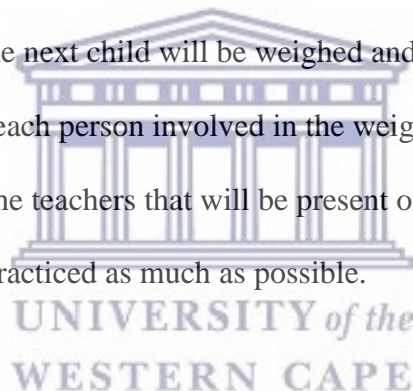 e next child will be weighed and
each person involved in the weig
ne teachers that will be present o
racticed as much as possible.
UNIVERSITY of the
WESTERN CAPE